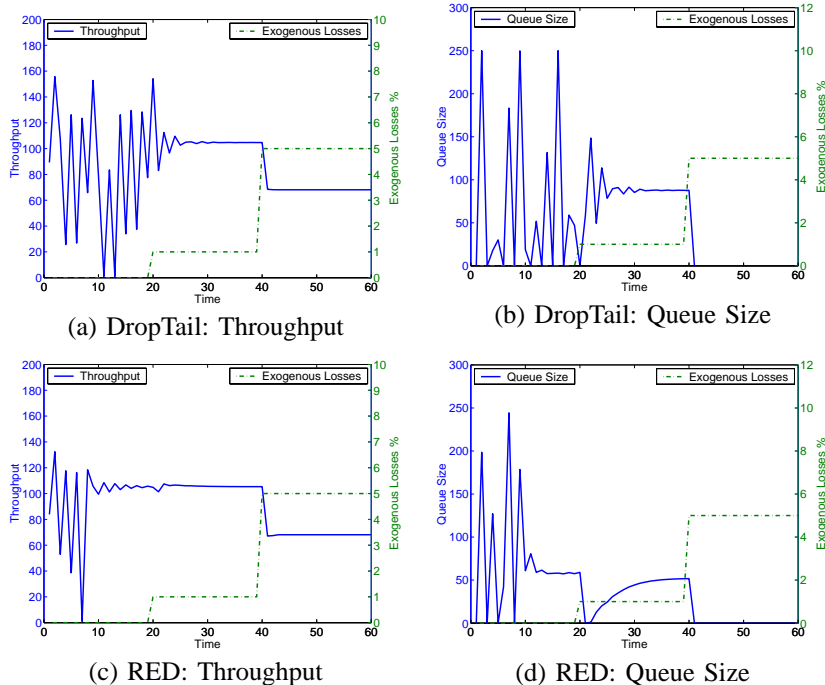 Throughput
Exogenous Losses
200
180
160
140
120
100
80
60
40
20
0
10
9
8
7
6
5
4
3
2
1
0
Throughput
Exogenous Losses %
0 10 20 30 40 50 60
Time
(a) DropTail: Throughput
Queue Size
Exogenous Losses
300
250
200
150
100
50
0
12
10
8
6
4
2
0
Queue Size
Exogenous Losses %
0 10 20 30 40 50 60
Time
(b) DropTail: Queue Size
Throughput
Exogenous Losses
200
180
160
140
120
100
80
60
40
20
0
10
9
8
7
6
5
4
3
2
1
0
Throughput
Exogenous Losses %
0 10 20 30 40 50 60
Time
(c) RED: Throughput
Queue Size
Exogenous Losses
300
250
200
150
100
50
0
12
10
8
6
4
2
0
Queue Size
Exogenous Losses %
0 10 20 30 40 50 60
Time
(d) RED: Queue Size